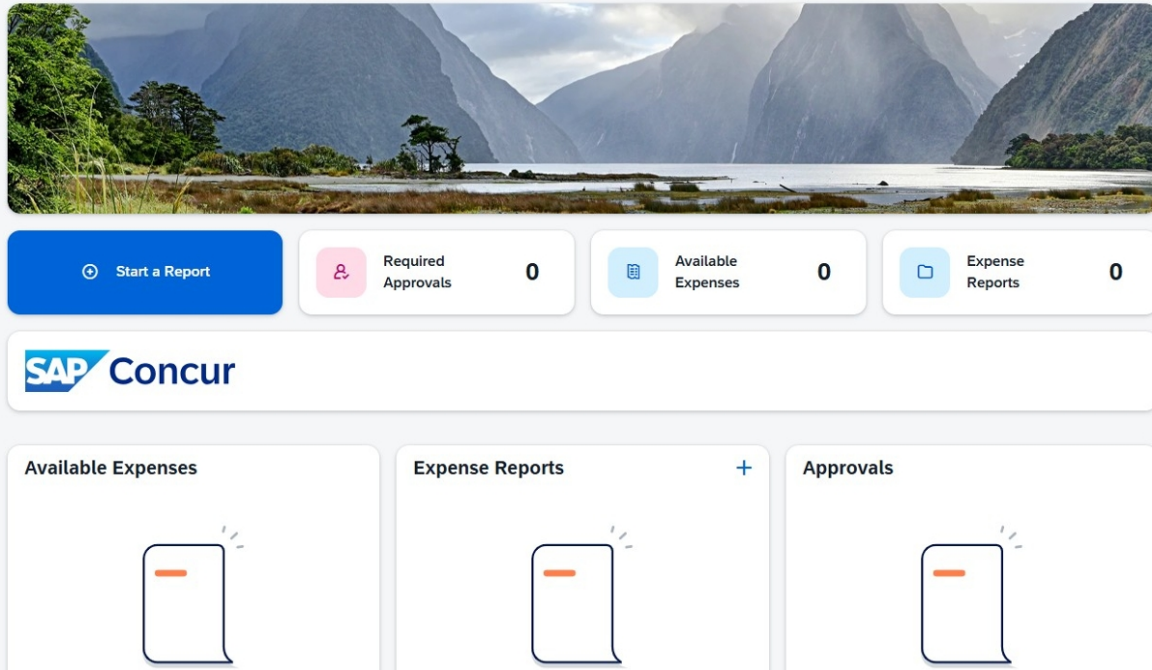 Start a Report
Required
Approvals
0
Available
Expenses
0
Expense
Reports
0
SAP Concur
Available Expenses
Expense Reports
+
Approvals